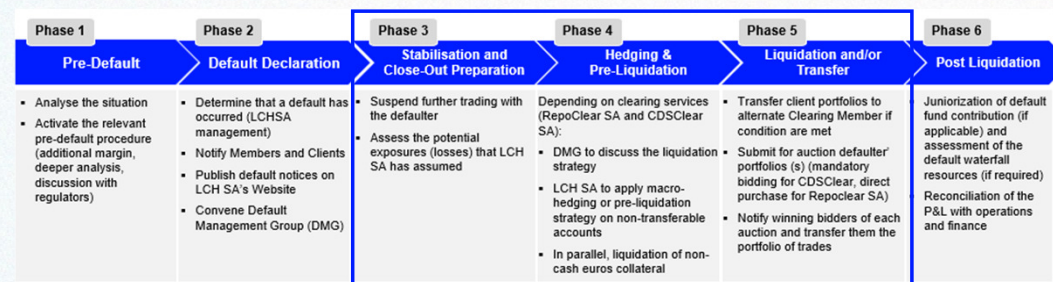 Phase 1
Pre-Default
▪ Analyse the situation
▪ Activate the relevant
pre-default procedure
(additional margin,
deeper analysis,
discussion with
regulators)
Phase 2
Default Declaration
▪ Determine that a default has
occurred (LCHSA
management)
▪ Notify Members and Clients
▪ Publish default notices on
LCH SA's Website
▪ Convene Default
Management Group (DMG)
Phase 3
Stabilisation and
Close-Out Preparation
▪ Suspend further trading with
the defaulter
▪ Assess the potential
exposures (losses) that LCH
SA has assumed
Phase 4
Hedging &
Pre-Liquidation
Depending on clearing services
(RepoClear SA and CDSClear
SA):
▪ DMG to discuss the liquidation
strategy
▪ LCH SA to apply macro-
hedging or pre-liquidation
strategy on non-transferable
accounts
▪ In parallel, liquidation of non-
cash euros collateral
Phase 5
Liquidation and/or
Transfer
▪ Transfer client portfolios to
alternate Clearing Member if
condition are met
▪ Submit for auction defaulter'
portfolios (s) (mandatory
bidding for CDSClear, direct
purchase for Repoclear SA)
▪ Notify winning bidders of each
auction and transfer them the
portfolio of trades
Phase 6
Post Liquidation
▪ Juniorization of default
fund contribution (if
applicable) and
assessment of the
default waterfall
resources (if required)
▪ Reconciliation of the
P&L with operations
and finance